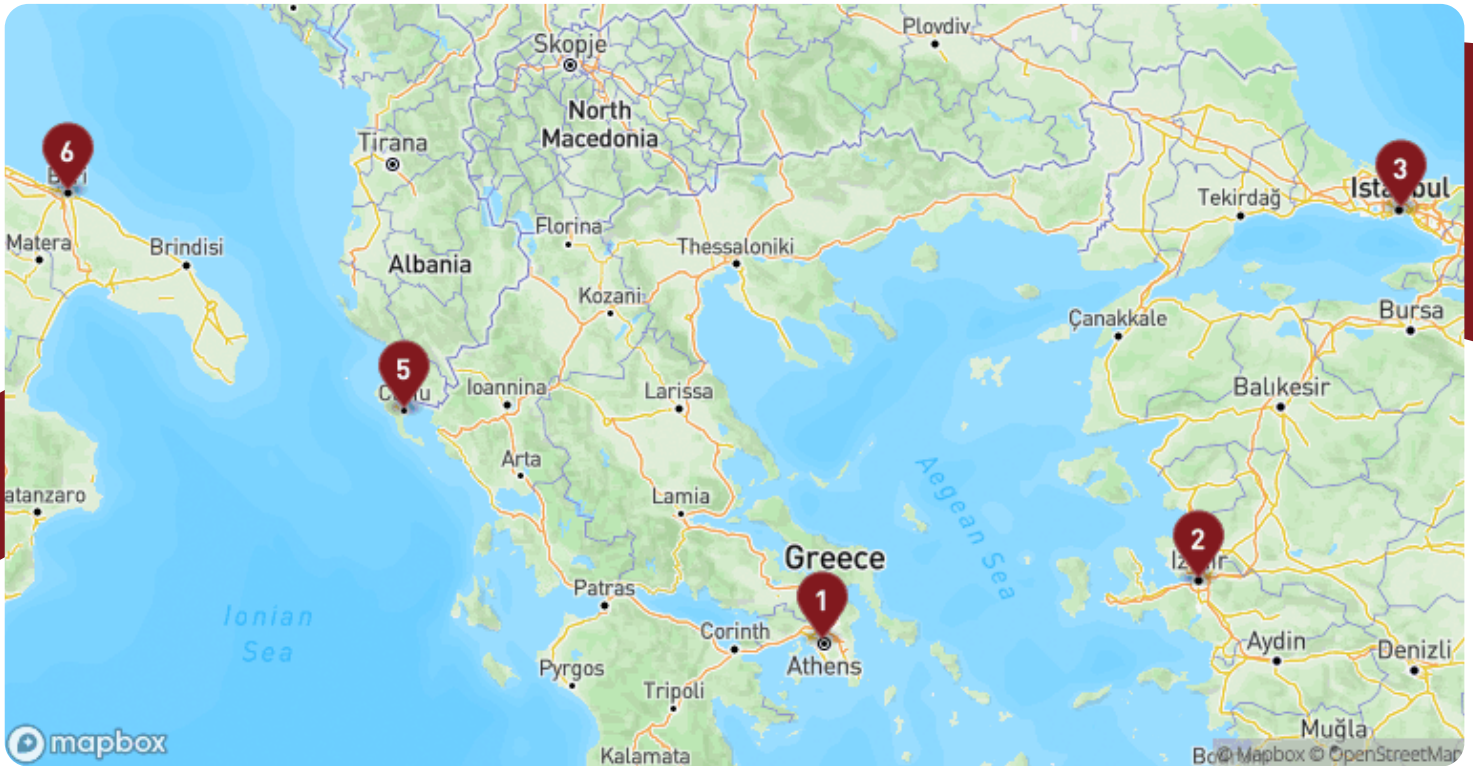 Plovdiv
Skopje
North
Macedonia
6
Tirana
3
Tekirdağ
Florina
Matera
Brindisi
Thessaloniki
Albania
Kozani
Bursa
Çanakkale
5
Ioannina
Larissa
Balıkesir
Arta
Aegean Sea
atanzaro
Lamia
2
Greece
Patras
1
Ionian
Sea
Corinth
Aydin
Denizli
Athens
Pyrgos
Tripoli
Muğla
mapbox
Kalamata
© Mapbox © OpenStreetMap